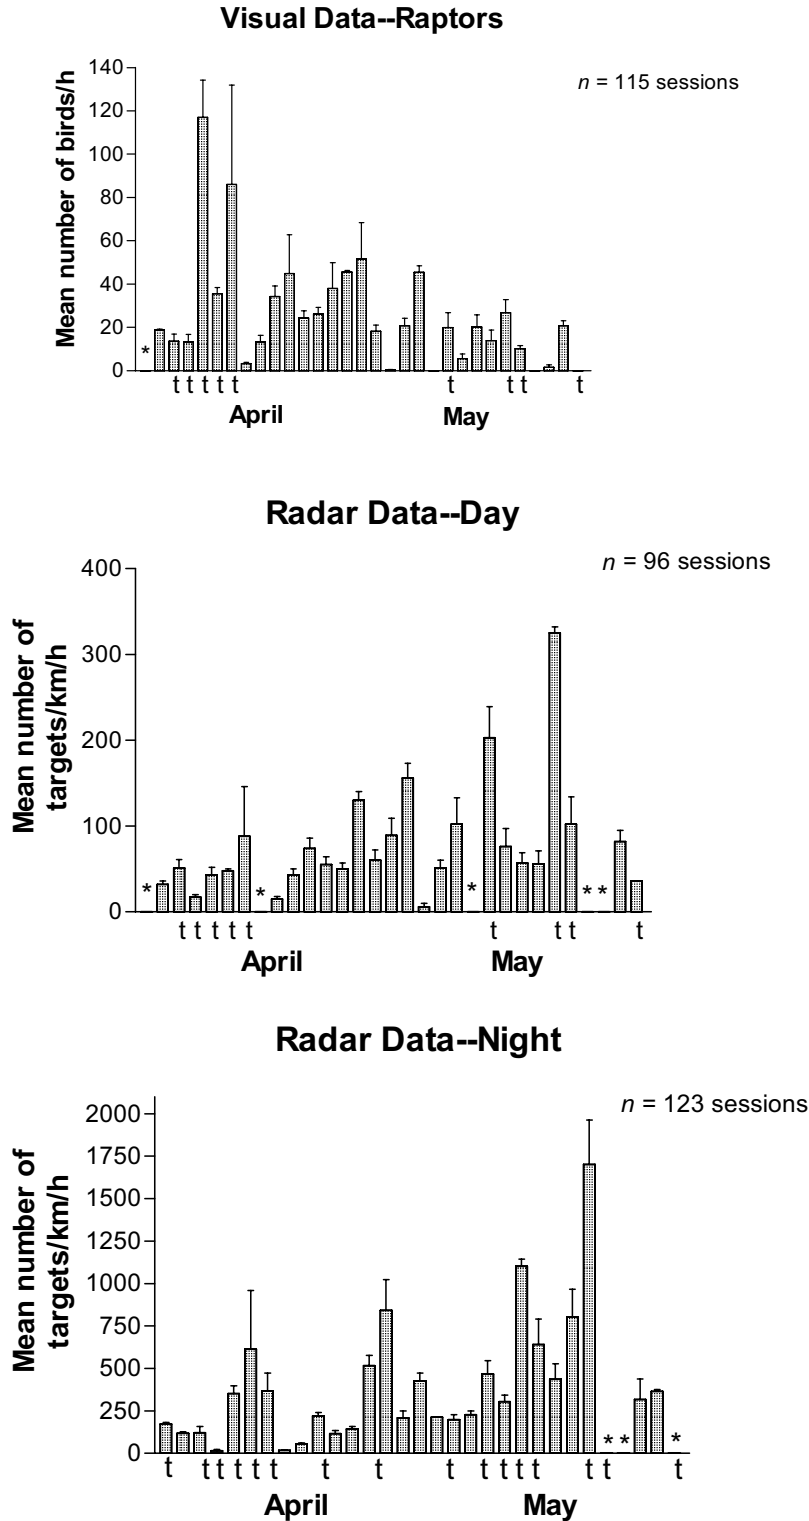 Visual Data--Raptors
n = 115 sessions
Mean number of birds/h
140
120
100
80
60
40
20
0
*
t t t t t t t t t
April May
Radar Data--Day
n = 96 sessions
Mean number of
targets/km/h
400
300
200
100
0
* * * * *
t t t t t t t t t
April May
Radar Data--Night
n = 123 sessions
Mean number of
targets/km/h
2000
1750
1500
1250
1000
750
500
250
0
* * *
t t t t t t t t t t t t t t t t
April May